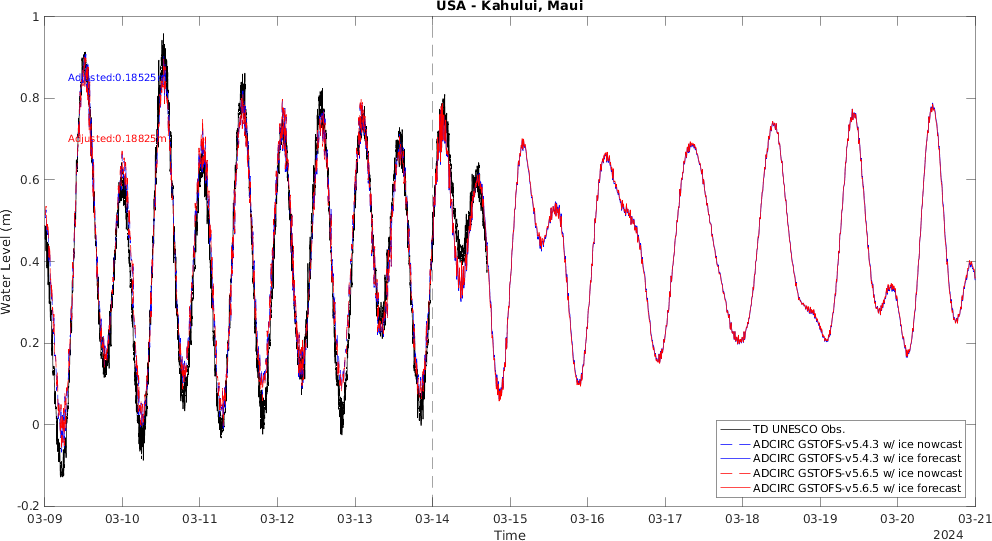 USA - Kahului, Maui
Water Level (m)
1
0.8
0.6
0.4
0.2
0
-0.2
Adjusted:0.18525m
Adjusted:0.18825m
TD UNESCO Obs.
ADCIRC GSTOFS-v5.4.3 w/ ice nowcast
ADCIRC GSTOFS-v5.4.3 w/ ice forecast
ADCIRC GSTOFS-v5.6.5 w/ ice nowcast
ADCIRC GSTOFS-v5.6.5 w/ ice forecast
03-09 03-10 03-11 03-12 03-13 03-14 03-15 03-16 03-17 03-18 03-19 03-20 03-21
Time
2024